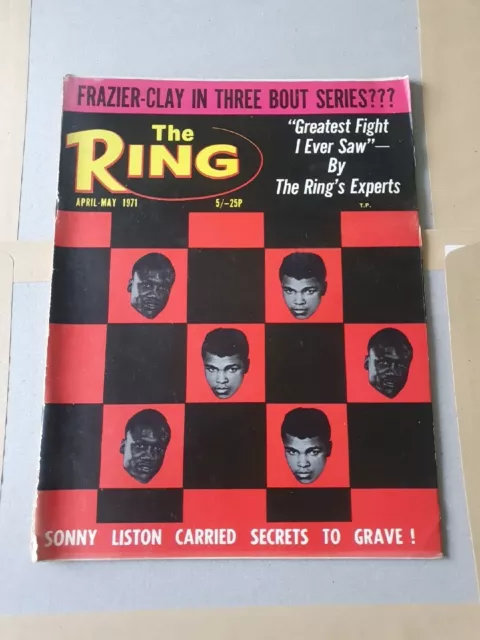 FRAZIER-CLAY IN THREE BOUT SERIES???
The
RING
APRIL-MAY 1971
5/-25P
"Greatest Fight
I Ever Saw"—
By
The Ring's Experts
T.P.
SONNY LISTON CARRIED SECRETS TO GRAVE!